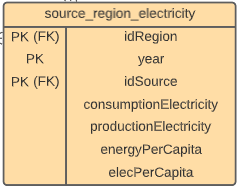 source_region_electricity
PK (FK) idRegion
PK year
PK (FK) idSource
consumptionElectricity
productionElectricity
energyPerCapita
elecPerCapita